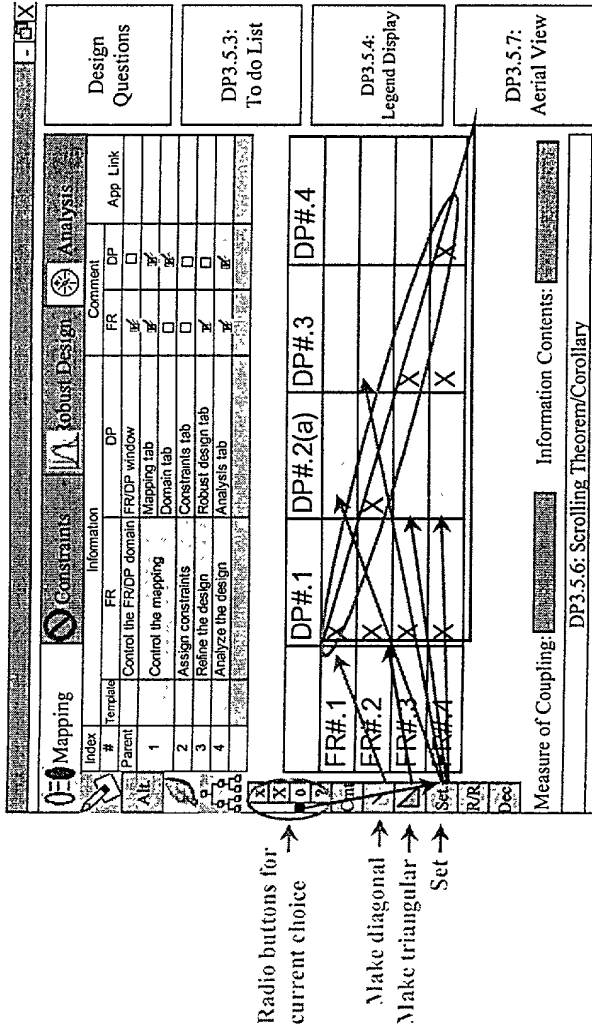 - X
Mapping
Constraints
Robust Design
Analysis
Index
Information
Comment
App Link
#
Template
FR
DP
FR
DP
Parent
Control the FR/DP domain
FR/DP window
1
Control the mapping
Mapping tab
Domain tab
2
Assign constraints
Constraints tab
3
Refine the design
Robust design tab
4
Analyze the design
Analysis tab
Alt.
Design
Questions
DP3.5.3:
To do List
DP3.5.4:
Legend Display
DP3.5.7:
Aerial View
DP#.1
DP#.2(a)
DP#.3
DP#.4
FR#.1
X
FR#.2
X
X
FR#.3
X
X
FR#.4
X
X
X
X
0
?
Set
R/R
Dec
Radio buttons for
current choice
Make diagonal
Make triangular
Set
Measure of Coupling:
Information Contents:
DP3.5.6: Scrolling Theorem/Corollary